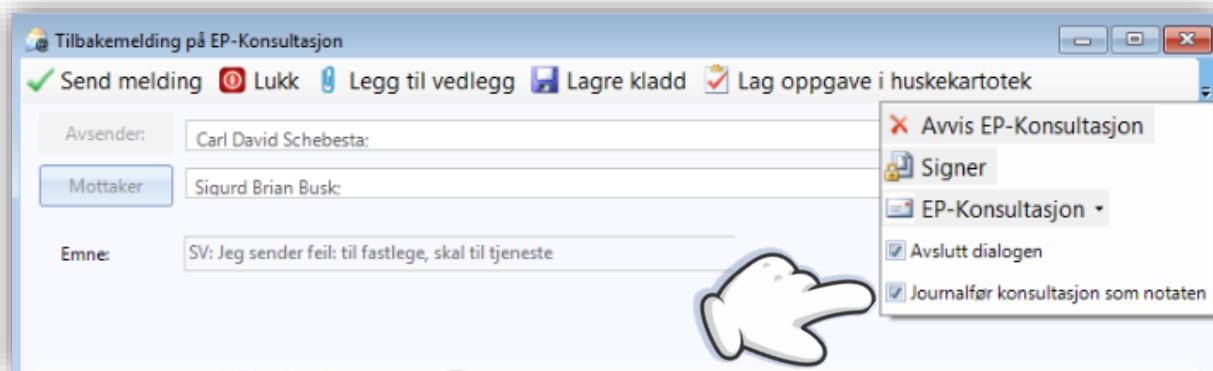 Tilbakemelding på EP-Konsultasjon
Send melding Lukk Legg til vedlegg Lagre kladd Lag oppgave i huskekartotek
Avvis EP-Konsultasjon
Signer
EP-Konsultasjon
Avslutt dialogen
Journalfør konsultasjon som notaten
Avsender: Carl David Schebesta;
Mottaker Sigurd Brian Busk;
Emne: SV: Jeg sender feil: til fastlege, skal til tjeneste